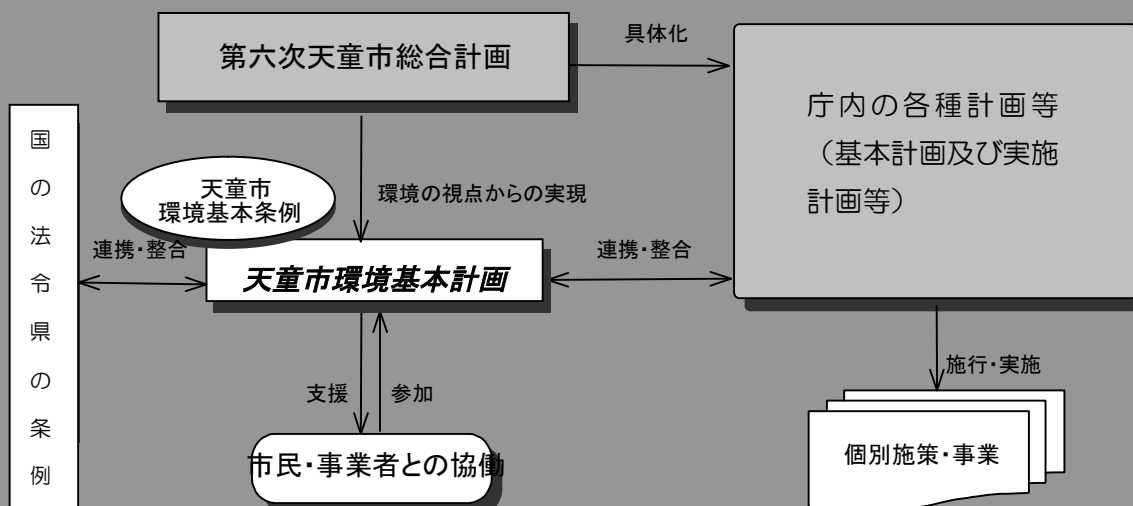 第六次天童市総合計画
具体化
庁内の各種計画等
（基本計画及び実施
計画等）
国の法令県の条例
天童市
環境基本条例
環境の視点からの実現
連携・整合
天童市環境基本計画
連携・整合
支援
参加
施行・実施
市民・事業者との協働
個別施策・事業